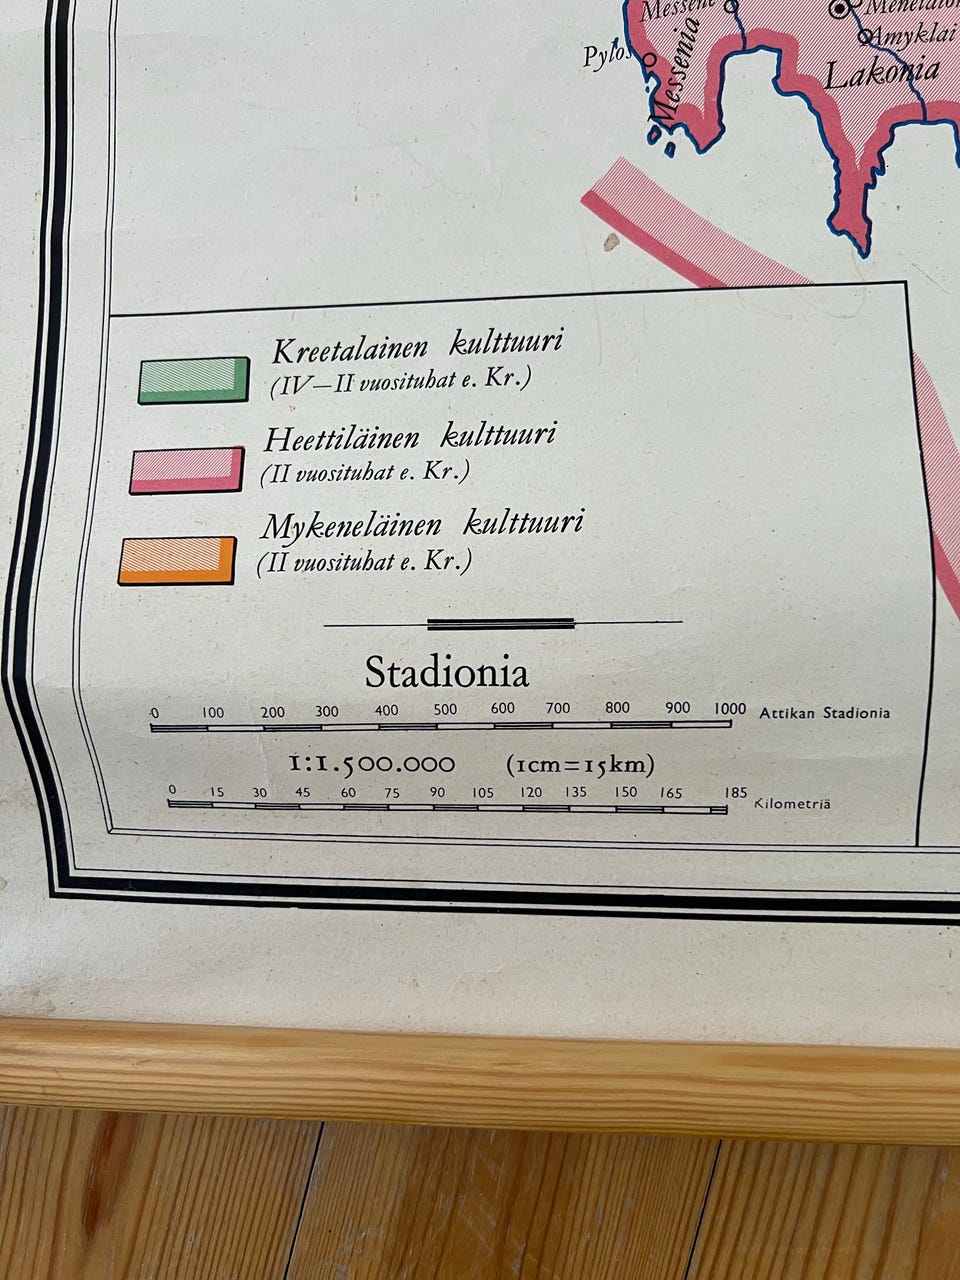 Messene
Menelaion
Amyklai
Pylos
Messenia
Lakonia
Kreetalainen kulttuuri
(IV—II vuosituhat e. Kr.)
Heettiläinen kulttuuri
(II vuosituhat e. Kr.)
Mykeneläinen kulttuuri
(II vuosituhat e. Kr.)
Stadionia
0 100 200 300 400 500 600 700 800 900 1000 Attikan Stadionia
1:1.500.000 (1cm=15km)
0 15 30 45 60 75 90 105 120 135 150 165 185 Kilometriä